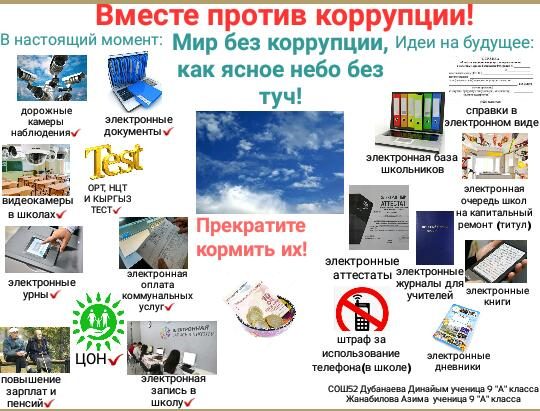 Вместе против коррупции!
В настоящий момент:
Мир без коррупции,
как ясное небо без
туч!
Идеи на будущее:
дорожные
камеры
наблюдения
электронные
документы
Test
видеокамеры
в школах
ОРТ, НЦТ
И КЫРГЫЗ
ТЕСТ
электронные
урны
электронная
оплата
коммунальных
услуг
ЦОН
повышение
зарплат и
пенсий
электронная
запись в
школу
Прекратите
кормить их!
справки в
электронном виде
электронная база
школьников
электронная
очередь школ
на капитальный
ремонт (титул)
АТТЕСТАТ
электронные
аттестаты
электронные
журналы для
учителей
электронные
книги
штраф за
использование
телефона(в школе)
электронные
дневники
СОШ52 Дубанаева Динайым ученица 9 "А" класса
Жанабилова Азима ученица 9 "А" класса